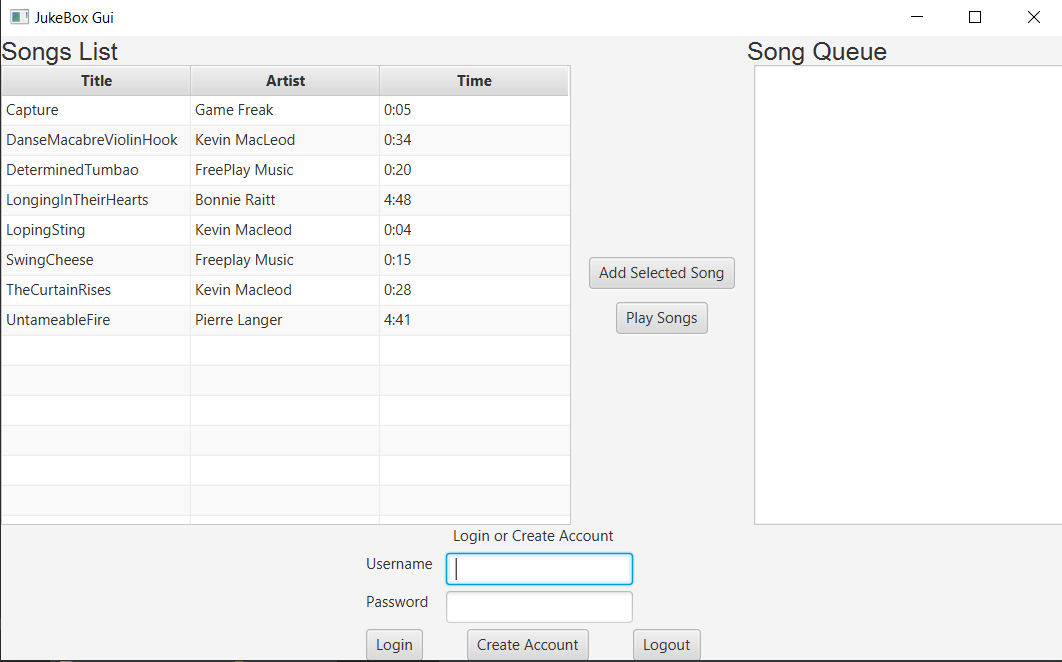 JukeBox Gui
Songs List
Song Queue
Title Artist Time
Capture Game Freak 0:05
DanseMacabreViolinHook Kevin MacLeod 0:34
DeterminedTumbao FreePlay Music 0:20
LongingInTheirHearts Bonnie Raitt 4:48
LopingSting Kevin Macleod 0:04
SwingCheese Freeplay Music 0:15
TheCurtainRises Kevin Macleod 0:28
UntameableFire Pierre Langer 4:41
Add Selected Song
Play Songs
Login or Create Account
Username
Password
Login Create Account Logout